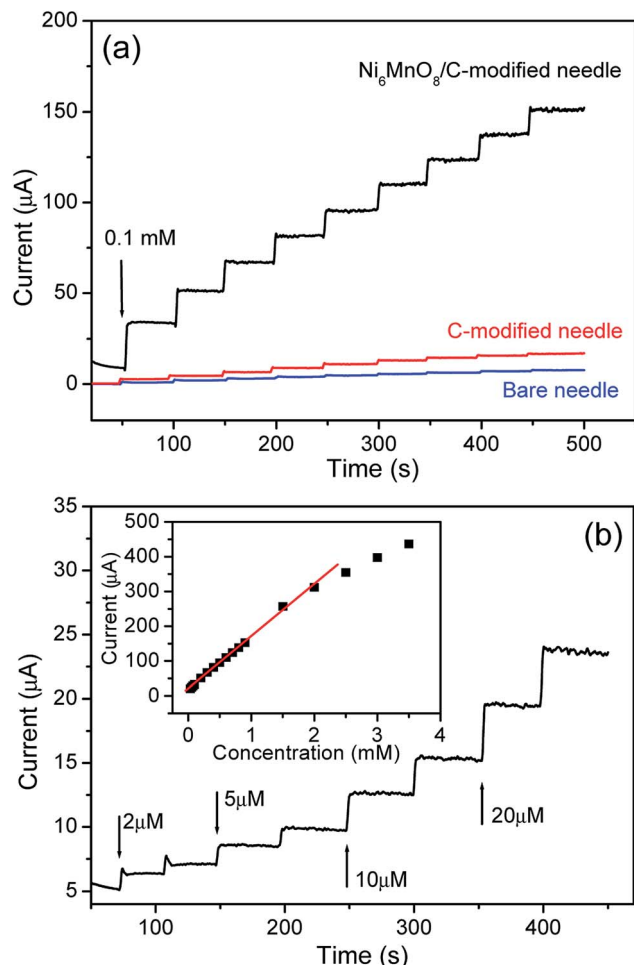 (a)
200
150
100
50
0
Current (μA)
Ni₆MnO₈/C-modified needle
0.1 mM
C-modified needle
Bare needle
100 200 300 400 500
Time (s)
(b)
35
30
25
20
15
10
5
Current (μA)
500
400
300
200
100
0
Current (μA)
0 1 2 3 4
Concentration (mM)
2μM
5μM
10μM
20μM
100 200 300 400
Time (s)